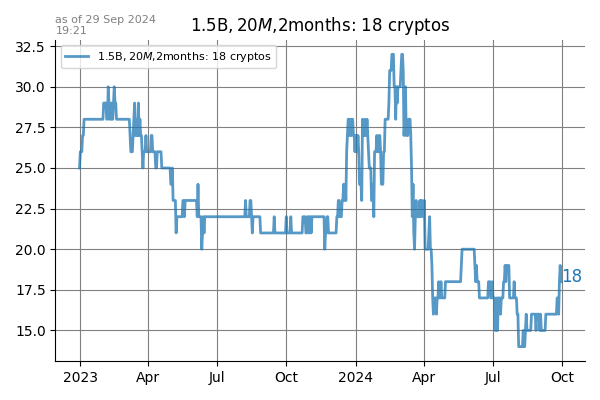 as of 29 Sep 2024
19:21
1.5B, 20M,2months: 18 cryptos
1.5B, 20M,2months: 18 cryptos
32.5
30.0
27.5
25.0
22.5
20.0
17.5
15.0
18
2023
Apr
Jul
Oct
2024
Apr
Jul
Oct